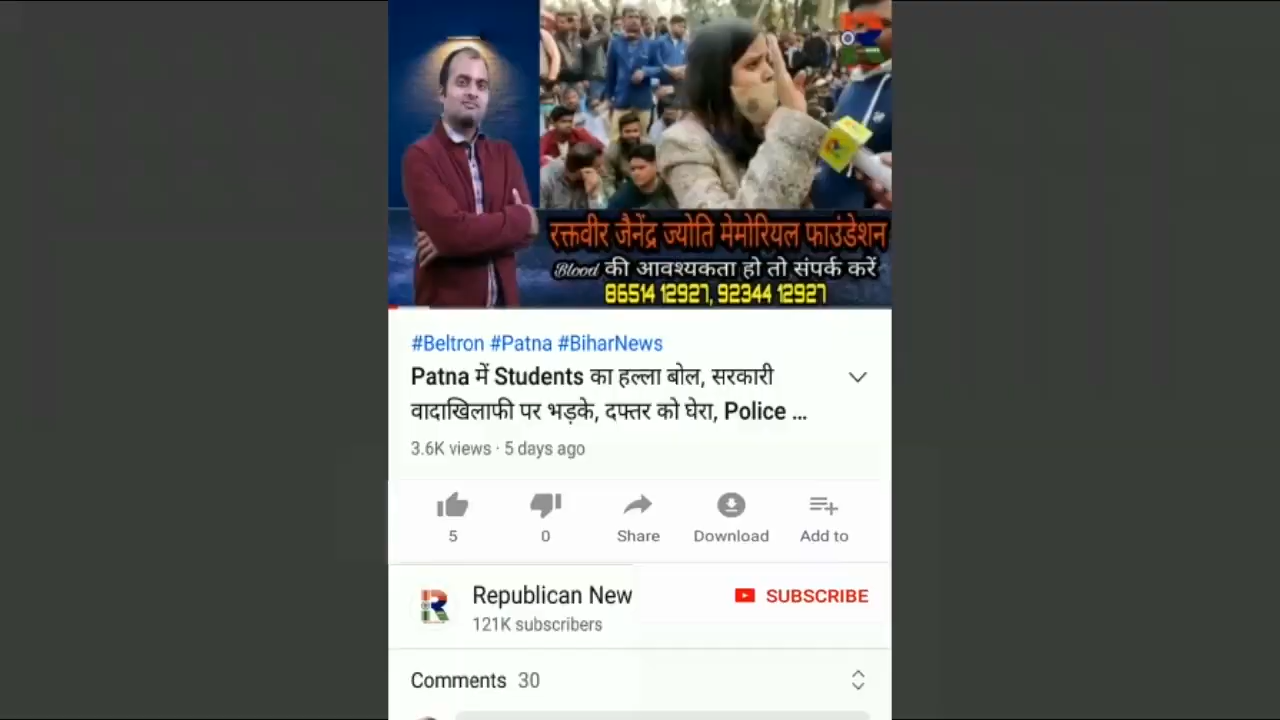 रक्तवीर जैनेंद्र ज्योति मेमोरियल फाउंडेशन
Blood की आवश्यकता हो तो संपर्क करें
86514 12927, 92344 12927
#Beltron #Patna #BiharNews
Patna में Students का हल्ला बोल, सरकारी
वादाखिलाफी पर भड़के, दफ्तर को घेरा, Police ...
3.6K views · 5 days ago
5
0
Share
Download
Add to
Republican New
SUBSCRIBE
121K subscribers
Comments 30